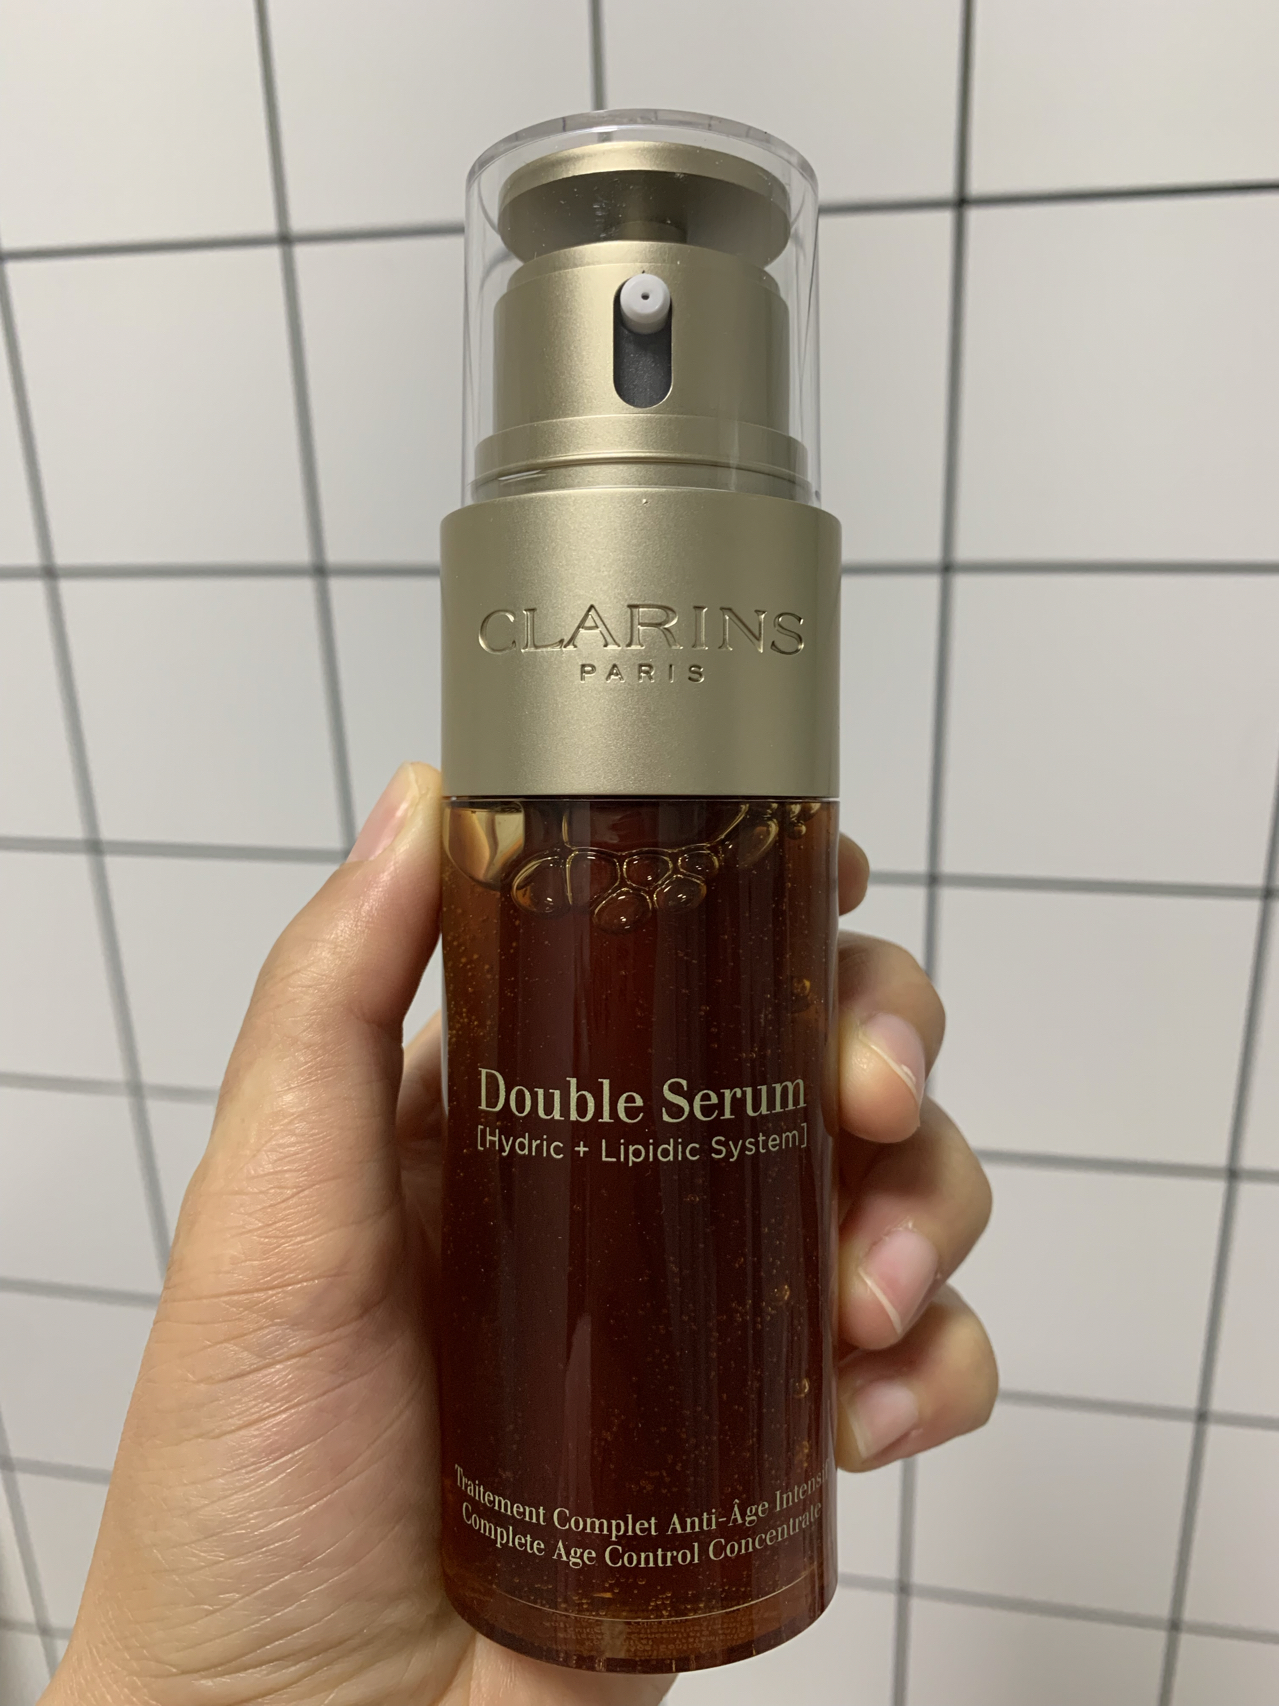 CLARINS
PARIS
Double Serum
[Hydric + Lipidic System]
Traitement Complet Anti-Âge Intensif
Complete Age Control Concentrate